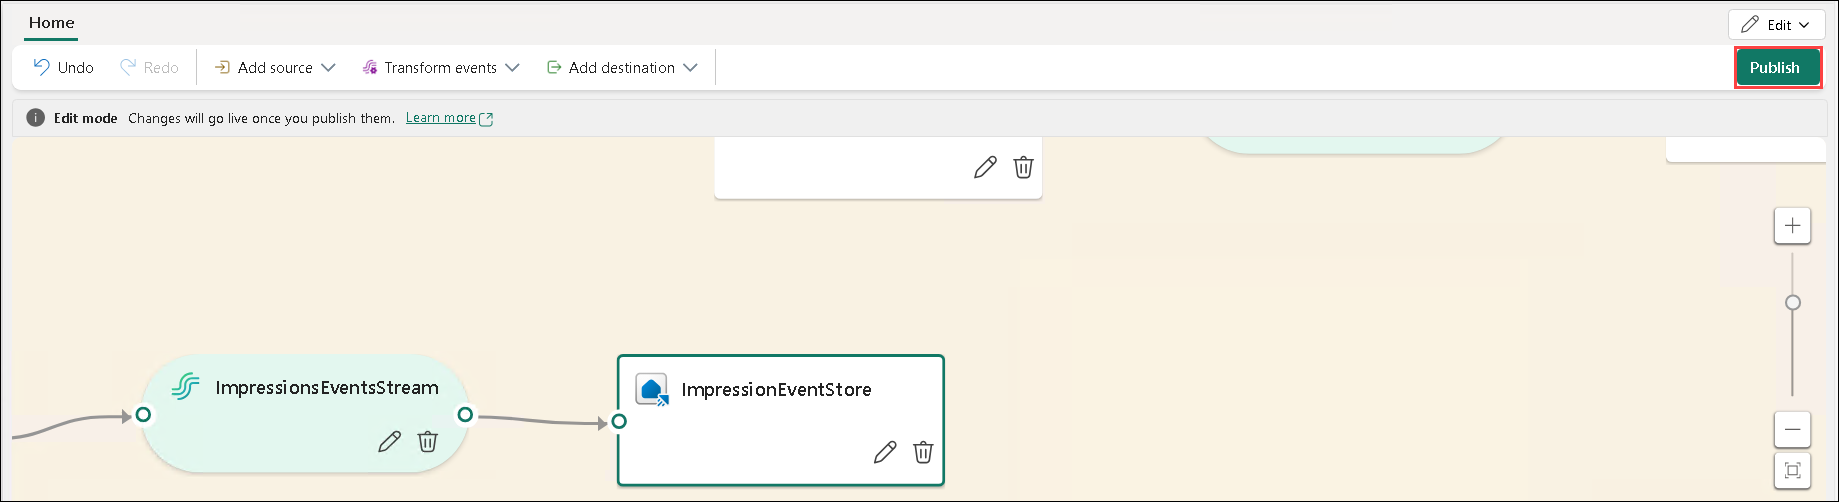 Home
Edit
Undo Redo Add source Transform events Add destination Publish
Edit mode Changes will go live once you publish them. Learn more
ImpressionsEventsStream ImpressionEventStore